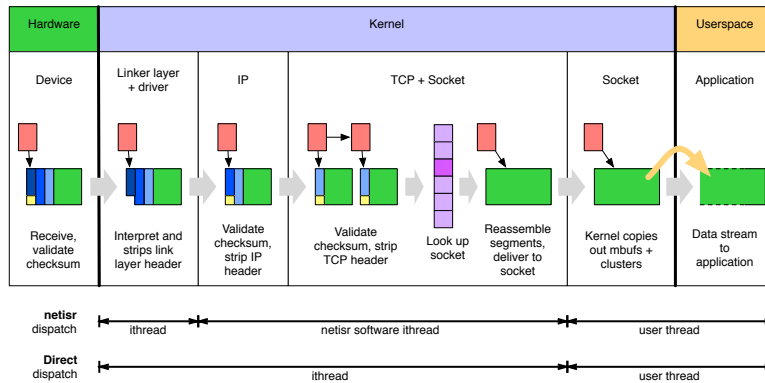 Hardware
Kernel
Userspace
Device
Linker layer
+ driver
IP
TCP + Socket
Socket
Application
Receive,
validate
checksum
Interpret and
strips link
layer header
Validate
checksum,
strip IP
header
Validate
checksum, strip
TCP header
Look up
socket
Reassemble
segments,
deliver to
socket
Kernel copies
out mbufs +
clusters
Data stream
to
application
netisr
dispatch
ithread
netisr software ithread
user thread
Direct
dispatch
ithread
user thread